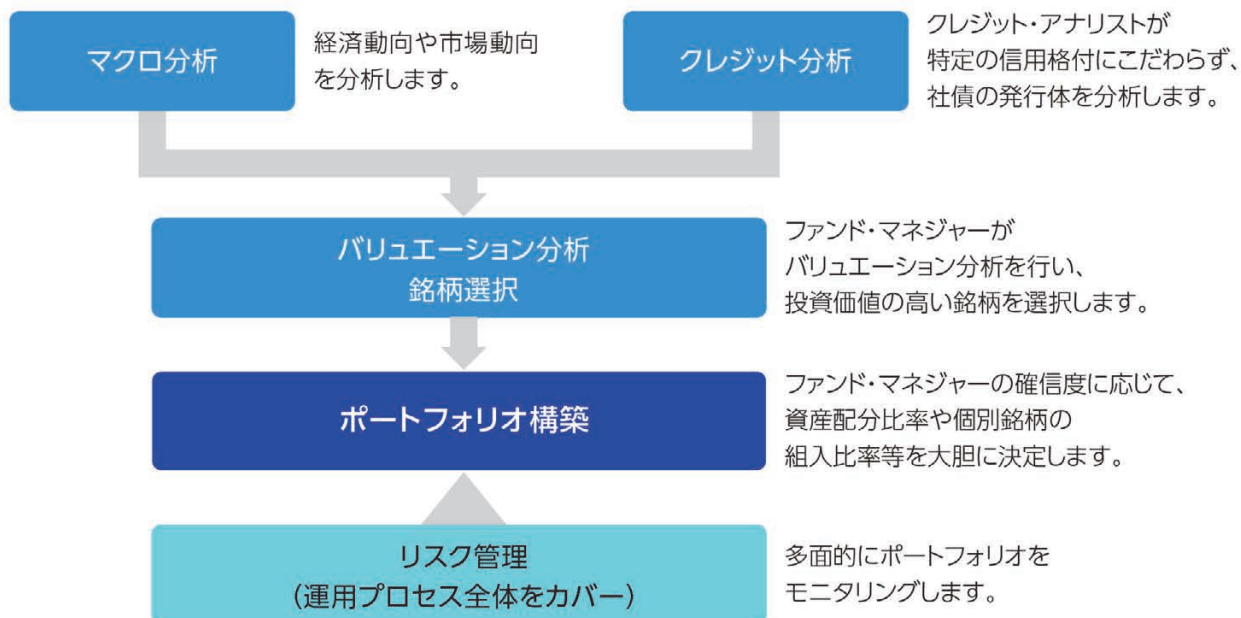 マクロ分析
経済動向や市場動向
を分析します。
クレジット分析
クレジット・アナリストが
特定の信用格付にこだわらず、
社債の発行体を分析します。
バリュエーション分析
銘柄選択
ファンド・マネジャーが
バリュエーション分析を行い、
投資価値の高い銘柄を選択します。
ポートフォリオ構築
ファンド・マネジャーの確信度に応じて、
資産配分比率や個別銘柄の
組入比率等を大胆に決定します。
リスク管理
(運用プロセス全体をカバー)
多面的にポートフォリオを
モニタリングします。